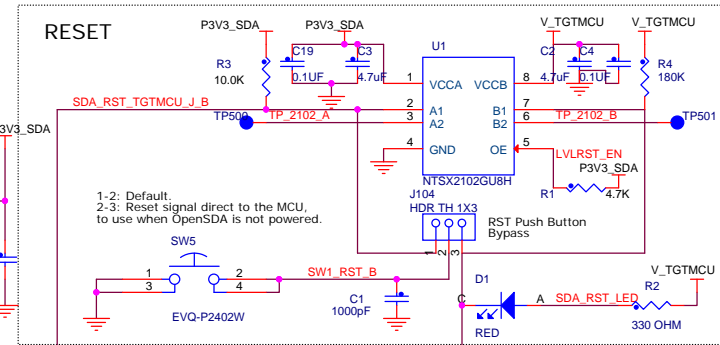 RESET
P3V3_SDA
P3V3_SDA
V_TGTMCU
V_TGTMCU
U1
C19
C3
C2
C4
R3
10.0K
0.1UF
4.7uF
4.7uF
0.1UF
R4
180K
1
VCCA
VCCB
8
SDA_RST_TGTMCU_J_B
2
A1
B1
7
TP500
TP_2102_A
3
A2
B2
6
TP_2102_B
TP501
P3V3_SDA
4
GND
OE
5
LVLRST_EN
P3V3_SDA
NTSX2102GU8H
R1
4.7K
J104
HDR TH 1X3
1-2: Default.
2-3: Reset signal direct to the MCU,
to use when OpenSDA is not powered.
RST Push Button
Bypass
1
2
3
SW5
1
2
3
4
SW1_RST_B
EVQ-P2402W
C1
1000pF
D1
C
A
RED
SDA_RST_LED
R2
330 OHM
V_TGTMCU